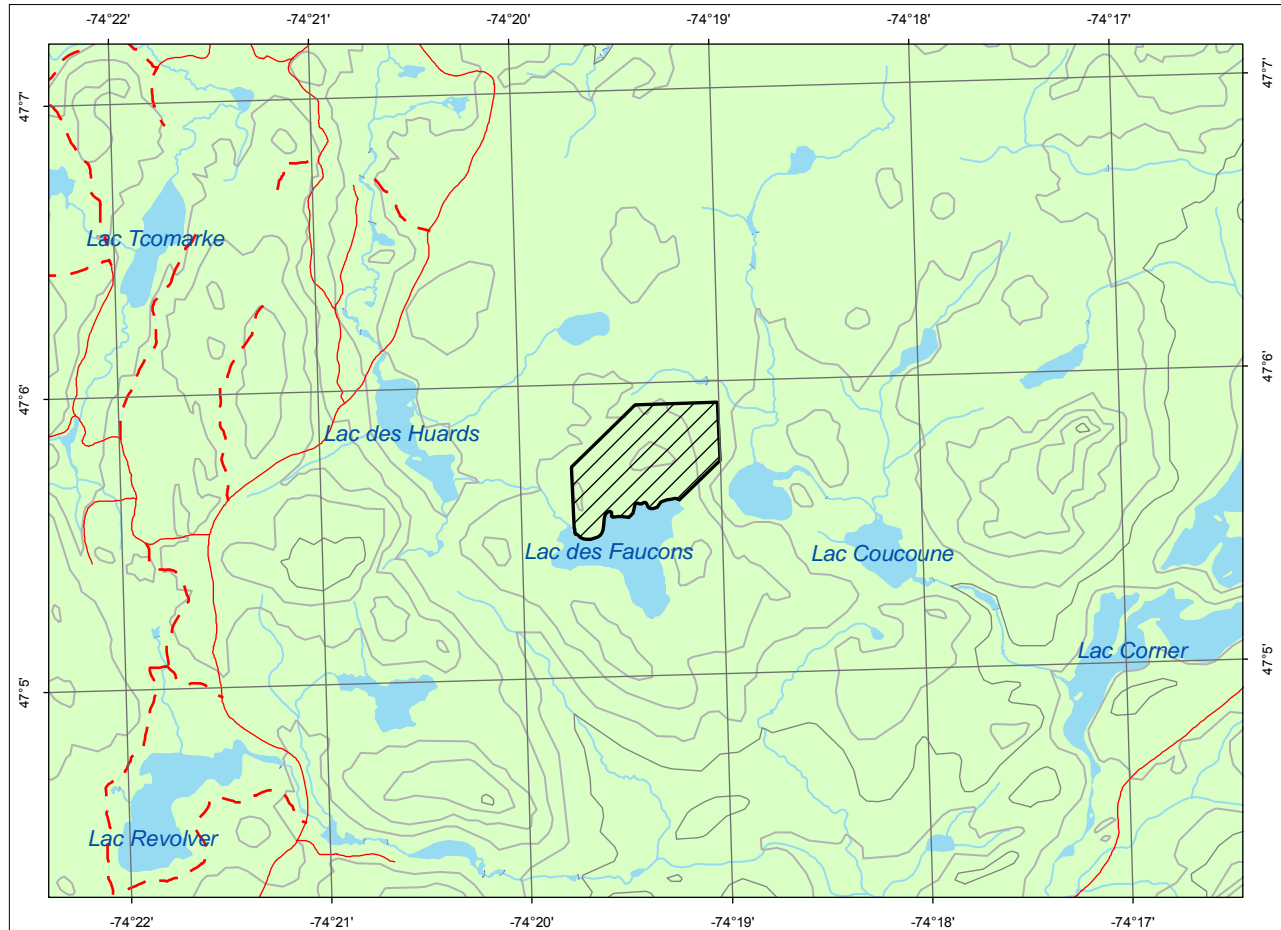 -74°22' -74°21' -74°20' -74°19' -74°18' -74°17'
47°7' 47°7'
Lac Tcomarke
47°6' 47°6'
Lac des Huards
Lac des Faucons
Lac Coucoune
Lac Corner
47°5' 47°5'
Lac Revolver
-74°22' -74°21' -74°20' -74°19' -74°18' -74°17'